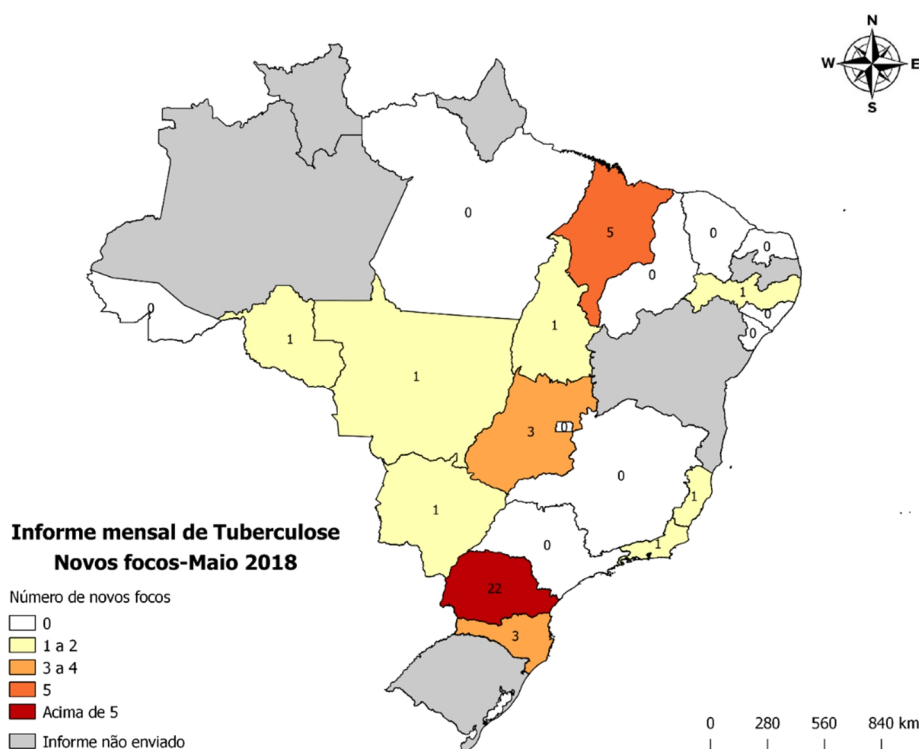 N
W E
S
0
5
0
0
0
1
0
0
0
1
1
1
3
0
0
1
1
1
0
22
3
Informe mensal de Tuberculose
Novos focos-Maio 2018
Número de novos focos
0
1 a 2
3 a 4
5
Acima de 5
Informe não enviado
0 280 560 840 km